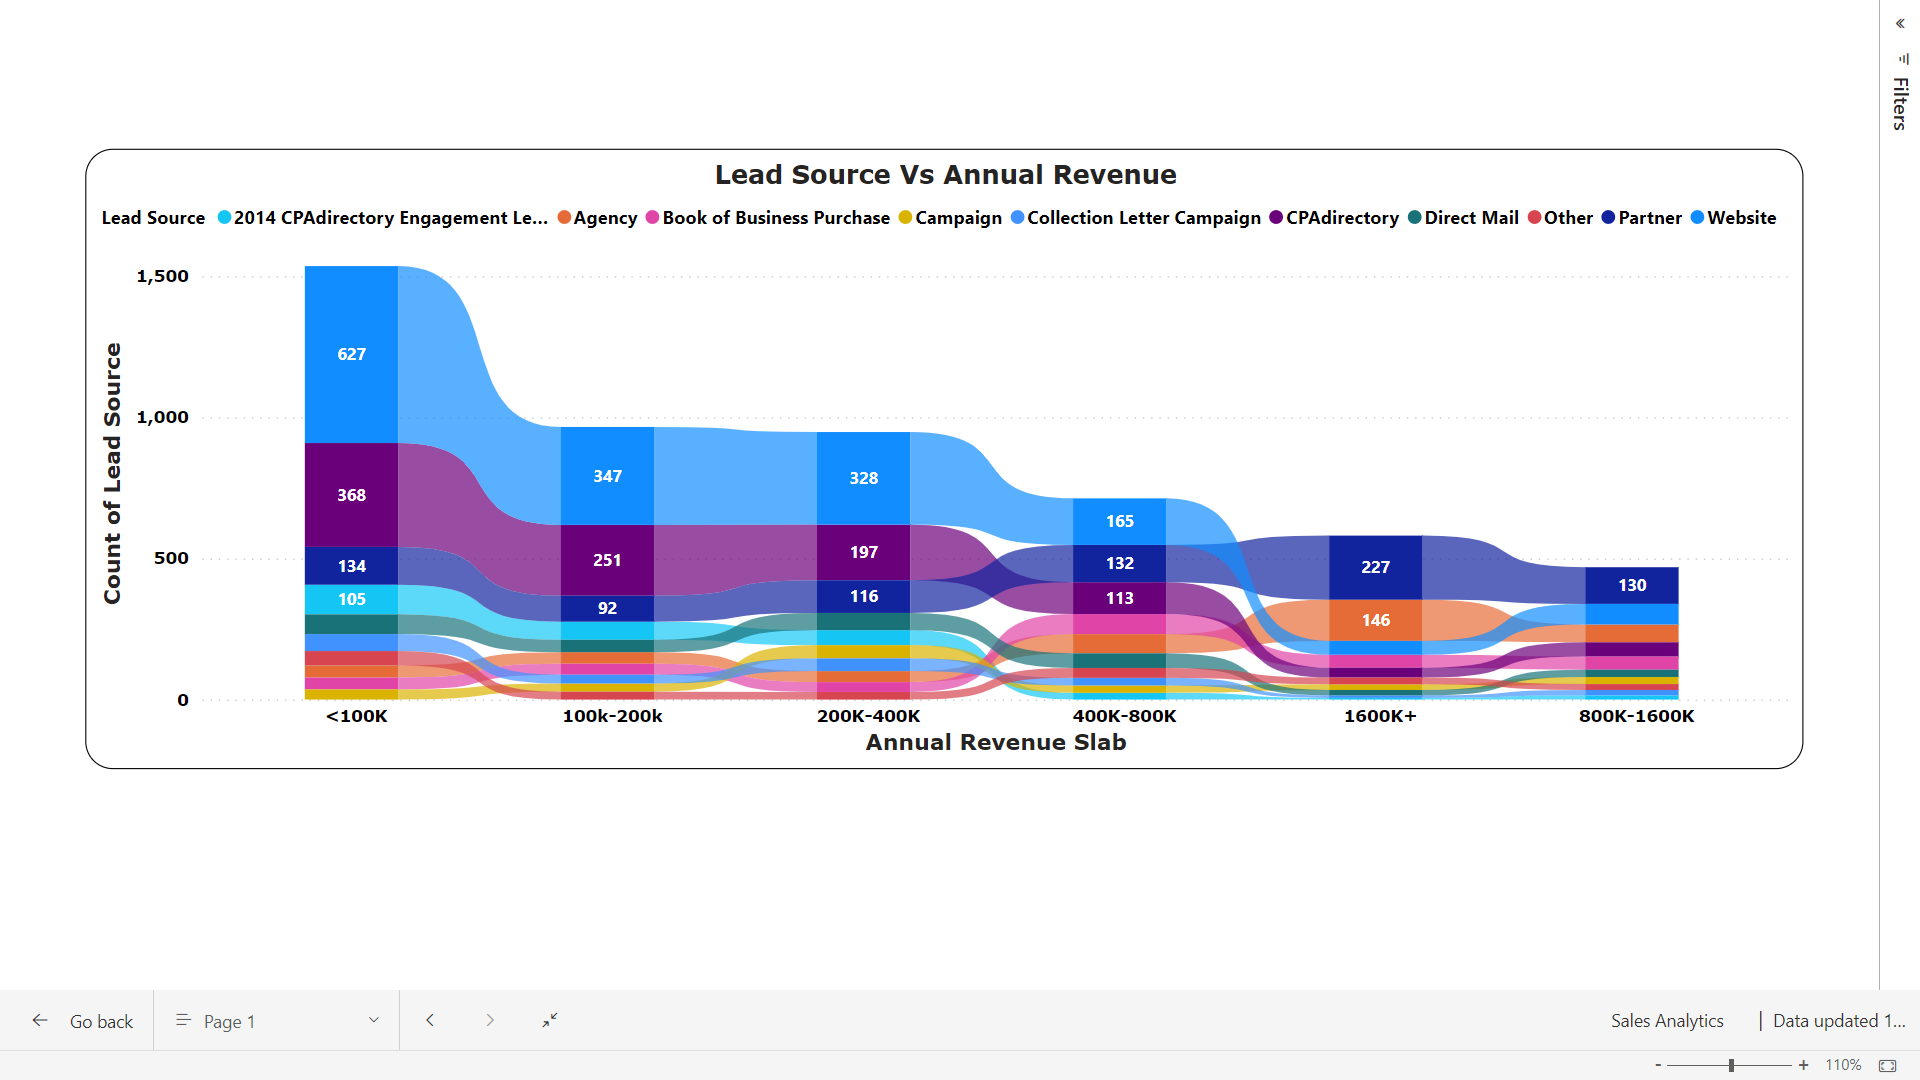 Filters
Lead Source Vs Annual Revenue
Lead Source 2014 CPAdirectory Engagement Le... Agency Book of Business Purchase Campaign Collection Letter Campaign CPAdirectory Direct Mail Other Partner Website
Count of Lead Source
1,500
1,000
500
0
627
368
134
105
347
251
92
328
197
116
165
132
113
227
146
130
<100K 100k-200k 200K-400K 400K-800K 1600K+ 800K-1600K
Annual Revenue Slab
Go back Page 1 Sales Analytics | Data updated 1...
- + 110%